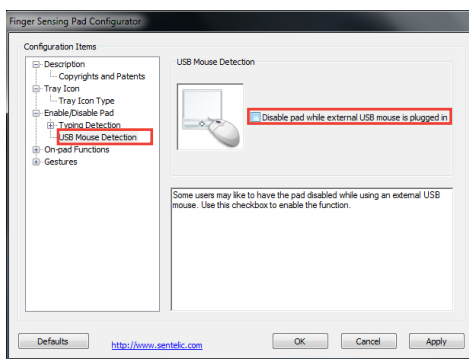 Finger Sensing Pad Configurator
Configuration Items
Description
Copyrights and Patents
Tray Icon
Tray Icon Type
Enable/Disable Pad
Typing Detection
USB Mouse Detection
On-pad Functions
Gestures
USB Mouse Detection
Disable pad while external USB mouse is plugged in
Some users may like to have the pad disabled while using an external USB
mouse. Use this checkbox to enable the function.
Defaults
http://www.sentelic.com
OK
Cancel
Apply